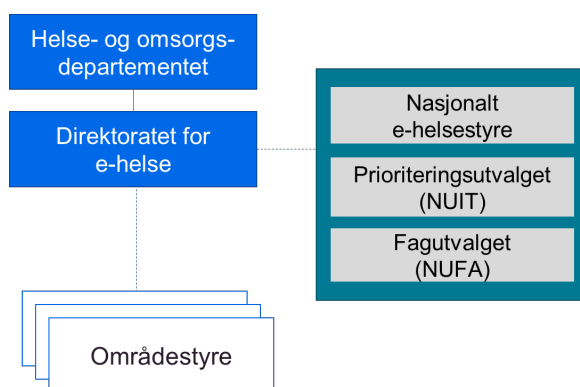 Helse- og omsorgs-
departementet
Direktoratet for
e-helse
Nasjonalt
e-helsestyre
Prioriteringsutvalget
(NUIT)
Fagutvalget
(NUFA)
Områdestyre